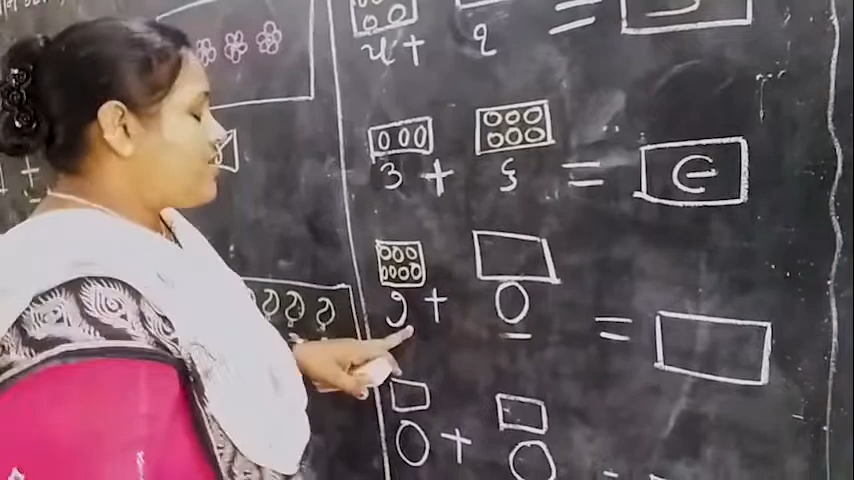 ૫ + ૨ =
૩ + ૬ = ૯
૭ + ૦ =
૦ + ૦ =